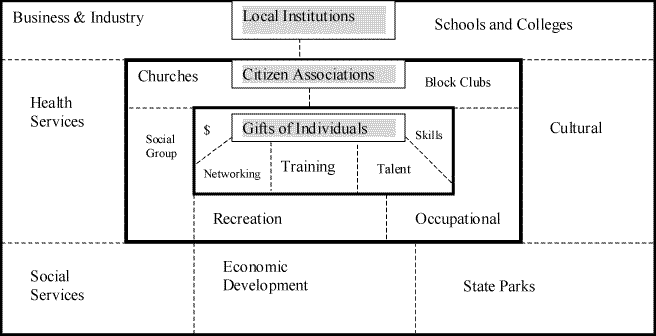 Business & Industry
Local Institutions
Schools and Colleges
Churches
Citizen Associations
Block Clubs
Health
Services
Cultural
Social
Group
$
Gifts of Individuals
Skills
Networking
Training
Talent
Recreation
Occupational
Social
Services
Economic
Development
State Parks